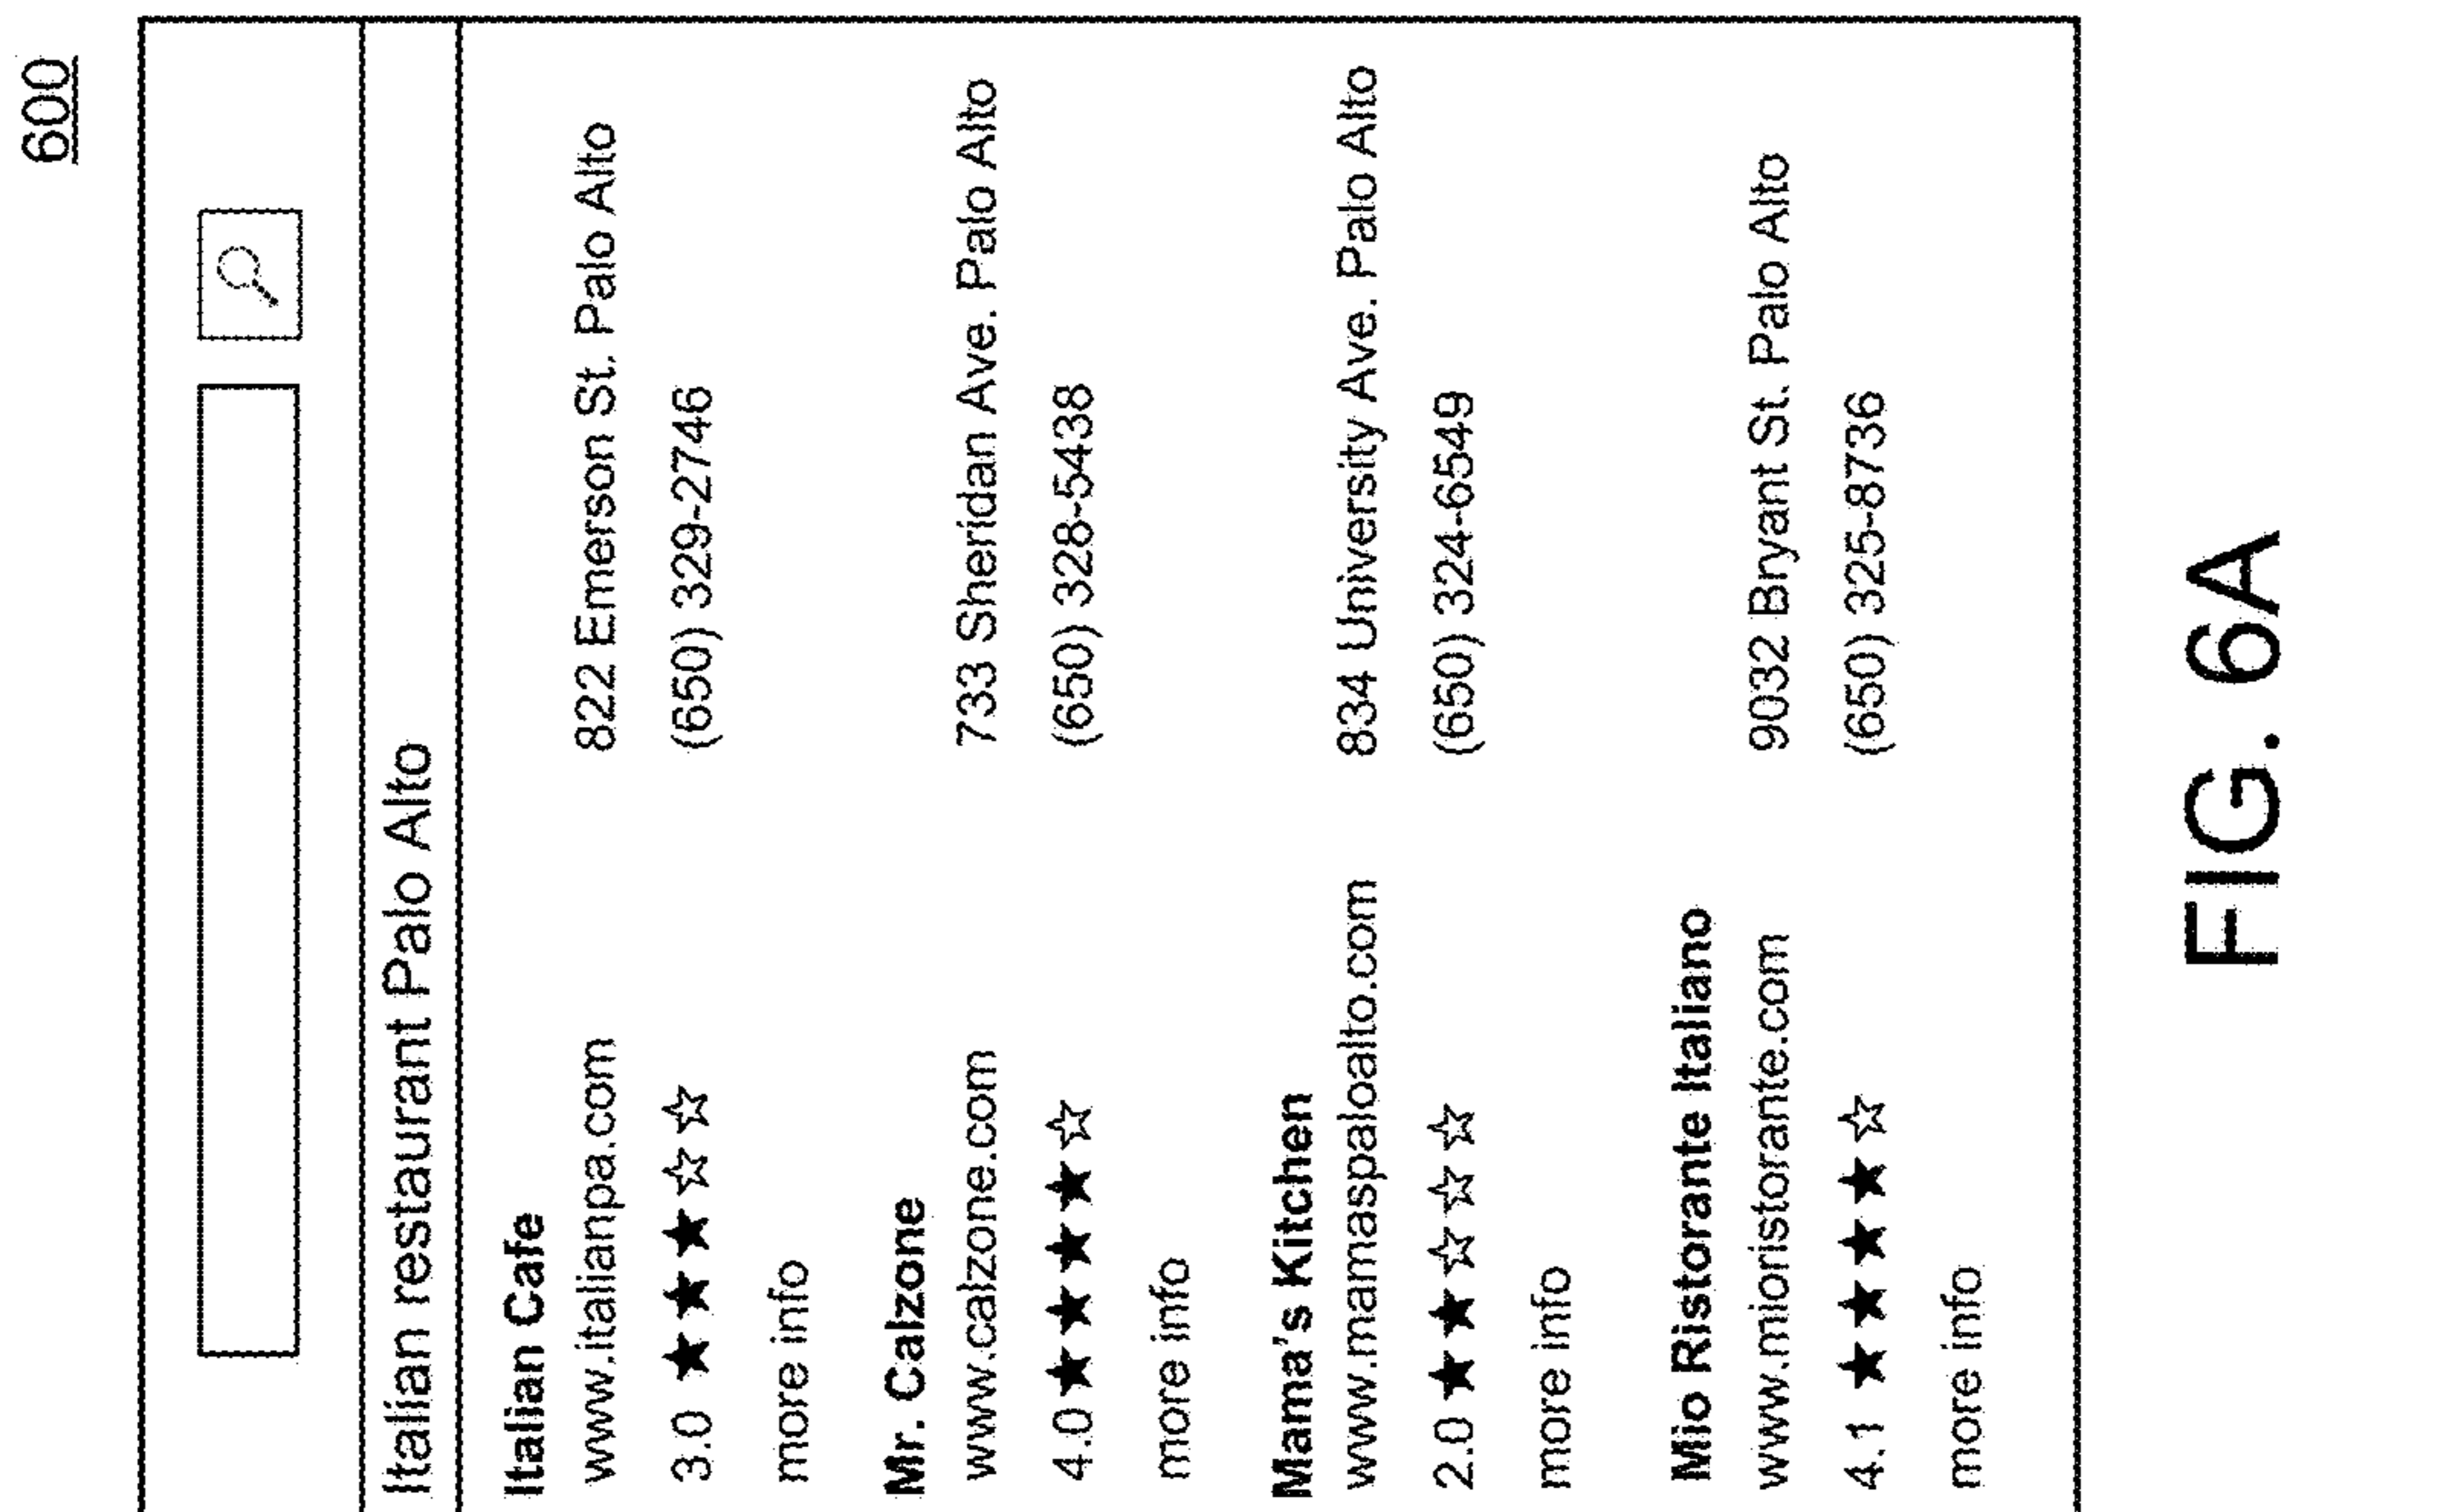 600
Italian restaurant Palo Alto
Italian Cafe
www.italianpa.com 822 Emerson St. Palo Alto
3.0 ★★★☆☆ (650) 329-2746
more info
Mr. Calzone
www.calzone.com 733 Sheridan Ave. Palo Alto
4.0 ★★★★☆ (650) 328-5438
more info
Mama's Kitchen
www.mamaspaloalto.com 834 University Ave. Palo Alto
2.0 ★★☆☆☆ (650) 324-6549
more info
Mio Ristorante Italiano
www.mioristorante.com 9032 Bryant St. Palo Alto
4.1 ★★★★☆ (650) 325-8736
more info
FIG. 6A